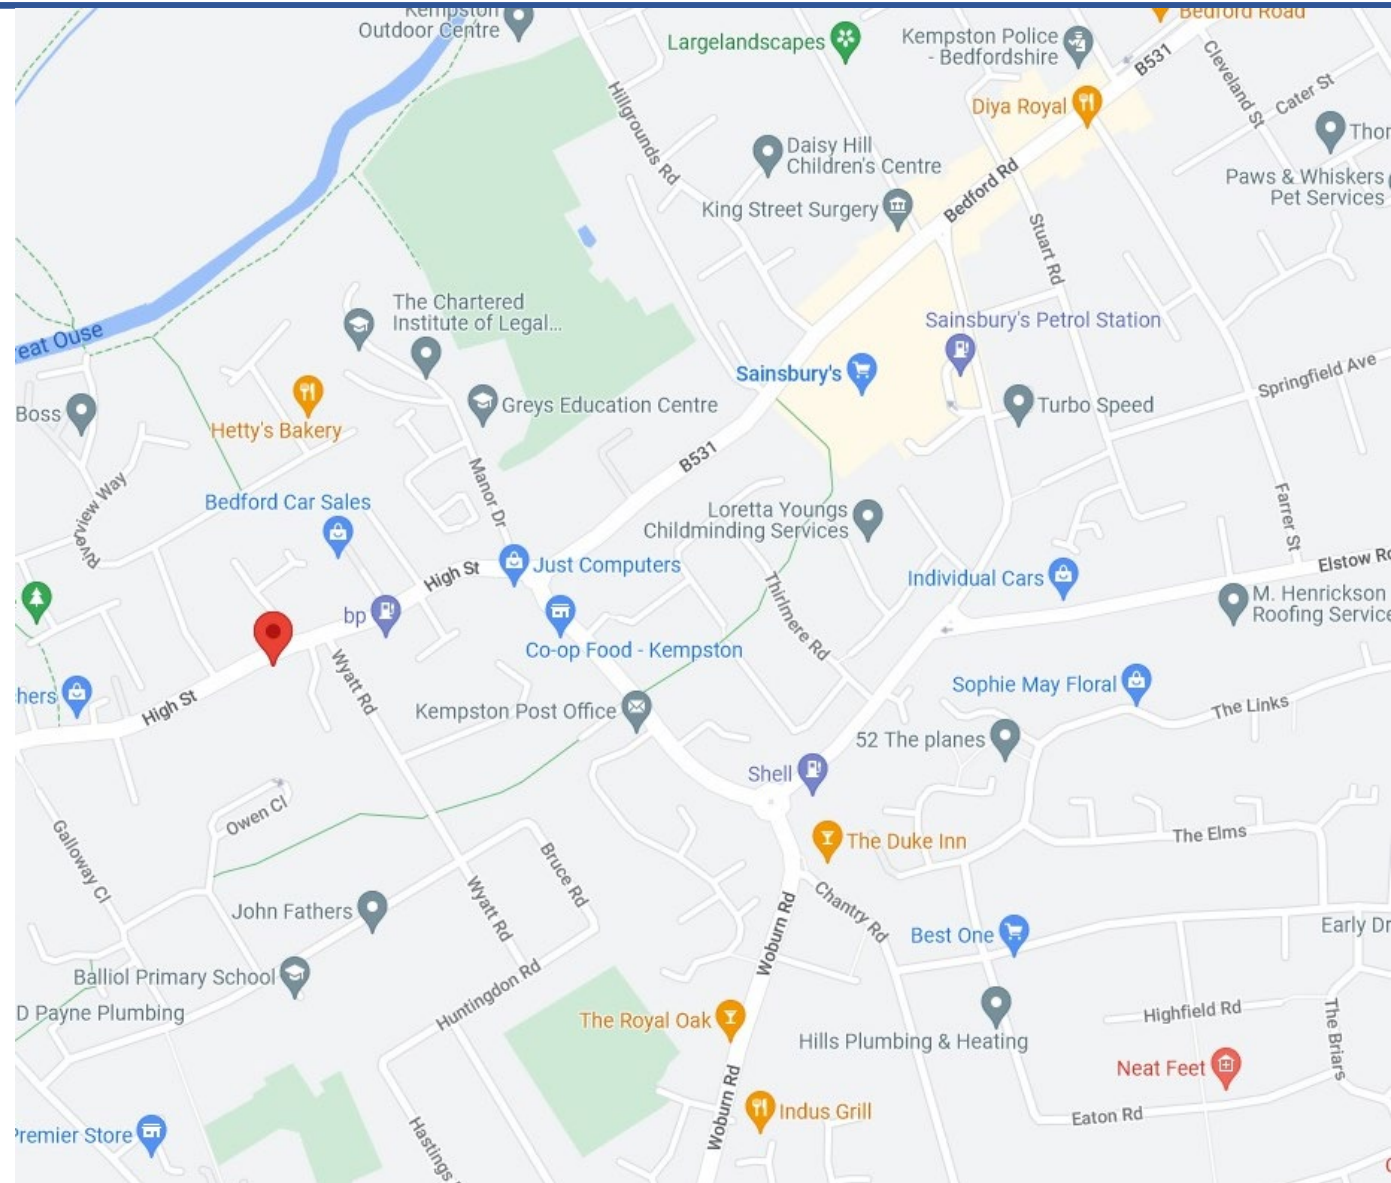 Kempston
Outdoor Centre
Largelandscapes
Kempston Police
- Bedfordshire
Bedford Road
B531
Cleveland St
Cater St
Hillgrounds Rd
Diya Royal
Daisy Hill
Children's Centre
King Street Surgery
Bedford Rd
Stuart Rd
Paws & Whiskers
Pet Services
The Chartered
Institute of Legal...
Sainsbury's Petrol Station
eat Ouse
Sainsbury's
Springfield Ave
Boss
Hetty's Bakery
Greys Education Centre
Turbo Speed
B531
Manor Dr
Riverview Way
Bedford Car Sales
Loretta Youngs
Childminding Services
Farrer St
High St
Just Computers
Thirlmere Rd
Individual Cars
Elstow Rd
M. Henrickson
Roofing Service
bp
Co-op Food - Kempston
Wyatt Rd
hers
High St
Kempston Post Office
Sophie May Floral
The Links
52 The planes
Shell
Owen Cl
Galloway Cl
The Duke Inn
The Elms
Bruce Rd
John Fathers
Wyatt Rd
Woburn Rd
Chantry Rd
Best One
Early Dr
Balliol Primary School
D Payne Plumbing
Huntingdon Rd
The Royal Oak
Hills Plumbing & Heating
Highfield Rd
The Briars
Neat Feet
Woburn Rd
Indus Grill
Eaton Rd
Premier Store
Hastings